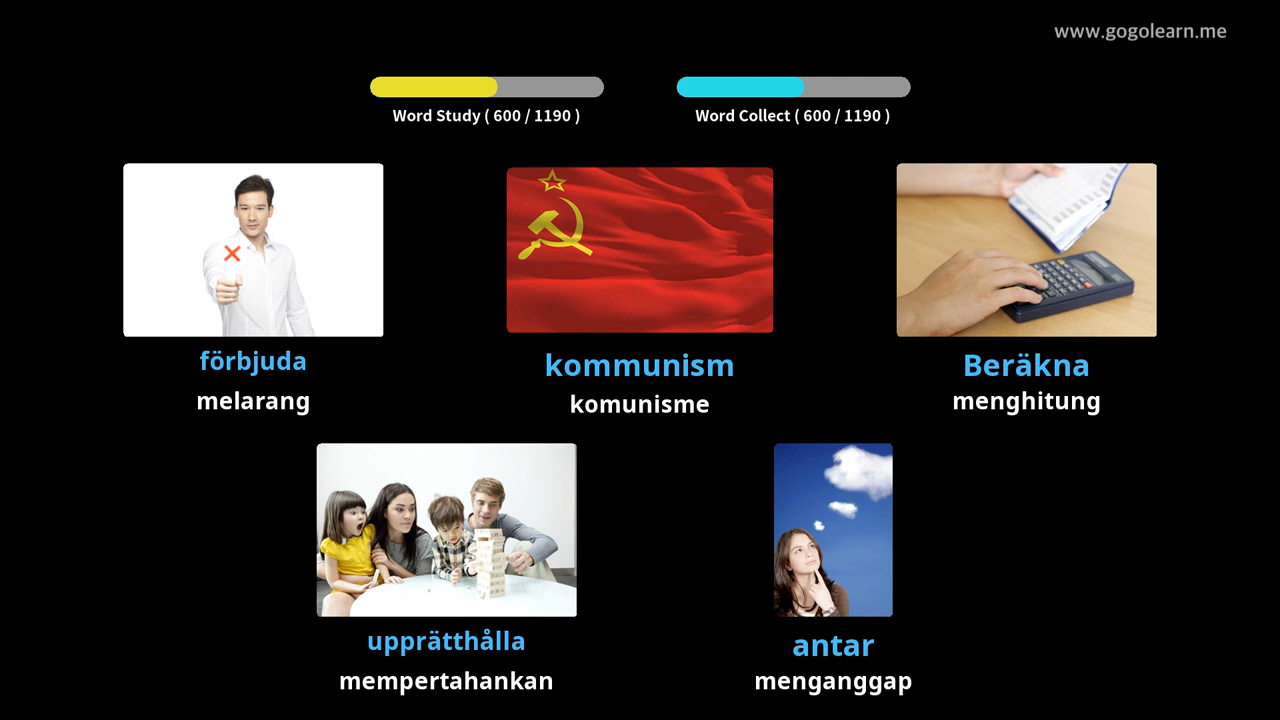 www.gogolearn.me
Word Study ( 600 / 1190 )
Word Collect ( 600 / 1190 )
förbjuda
melarang
kommunism
komunisme
Beräkna
menghitung
upprätthålla
mempertahankan
antar
menganggap